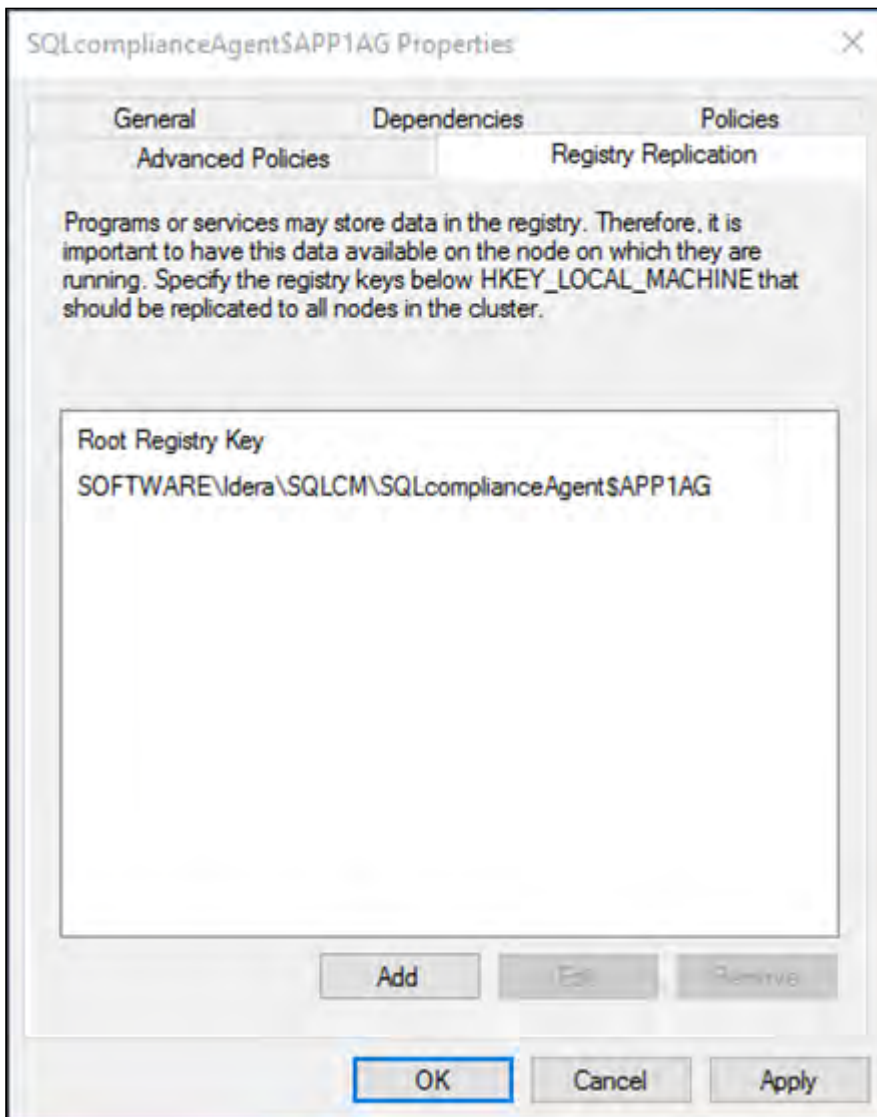 SQLcomplianceAgent$APP1AG Properties
General Dependencies Policies
Advanced Policies Registry Replication
Programs or services may store data in the registry. Therefore, it is
important to have this data available on the node on which they are
running. Specify the registry keys below HKEY_LOCAL_MACHINE that
should be replicated to all nodes in the cluster.
Root Registry Key
SOFTWARE\Idera\SQLCM\SQLcomplianceAgent$APP1AG
Add Edit Remove
OK Cancel Apply